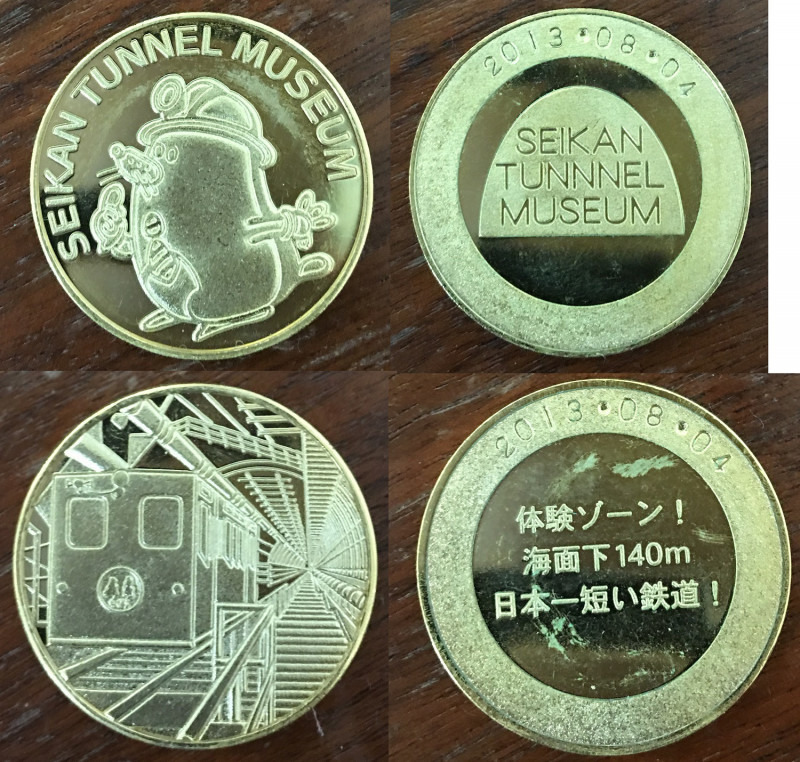 SEIKAN TUNNEL MUSEUM
2013・08・04
SEIKAN
TUNNNEL
MUSEUM
2013・08・04
体験ゾーン！
海面下140m
日本一短い鉄道！